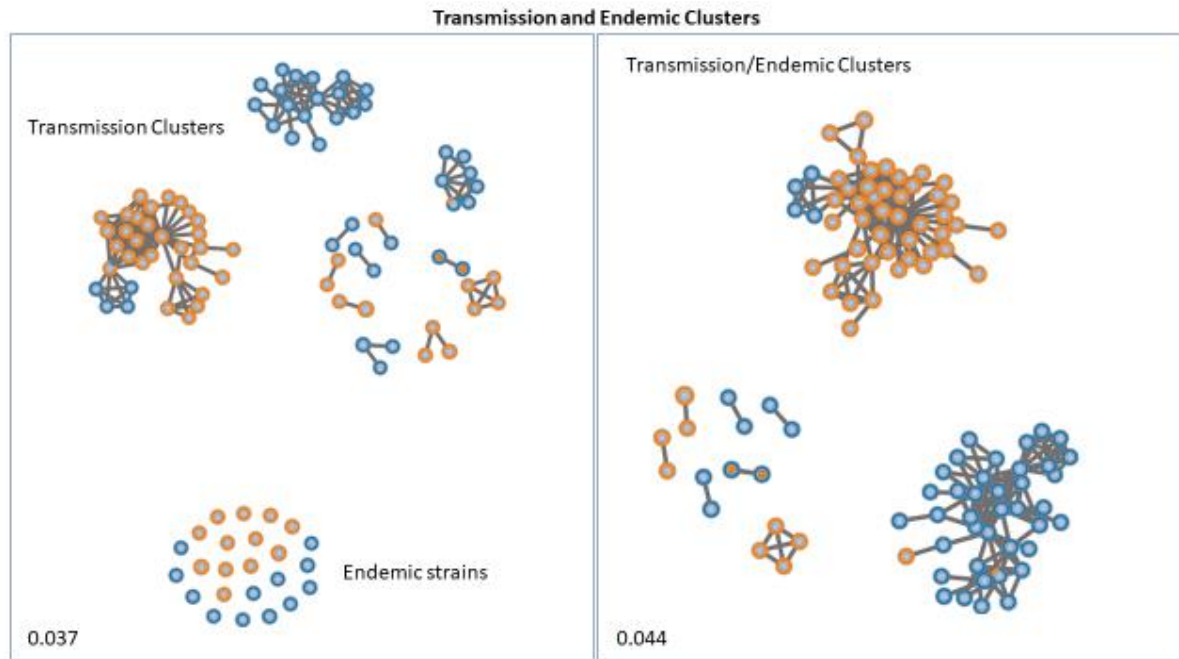 Transmission and Endemic Clusters
Transmission Clusters
Endemic strains
0.037
Transmission/Endemic Clusters
0.044